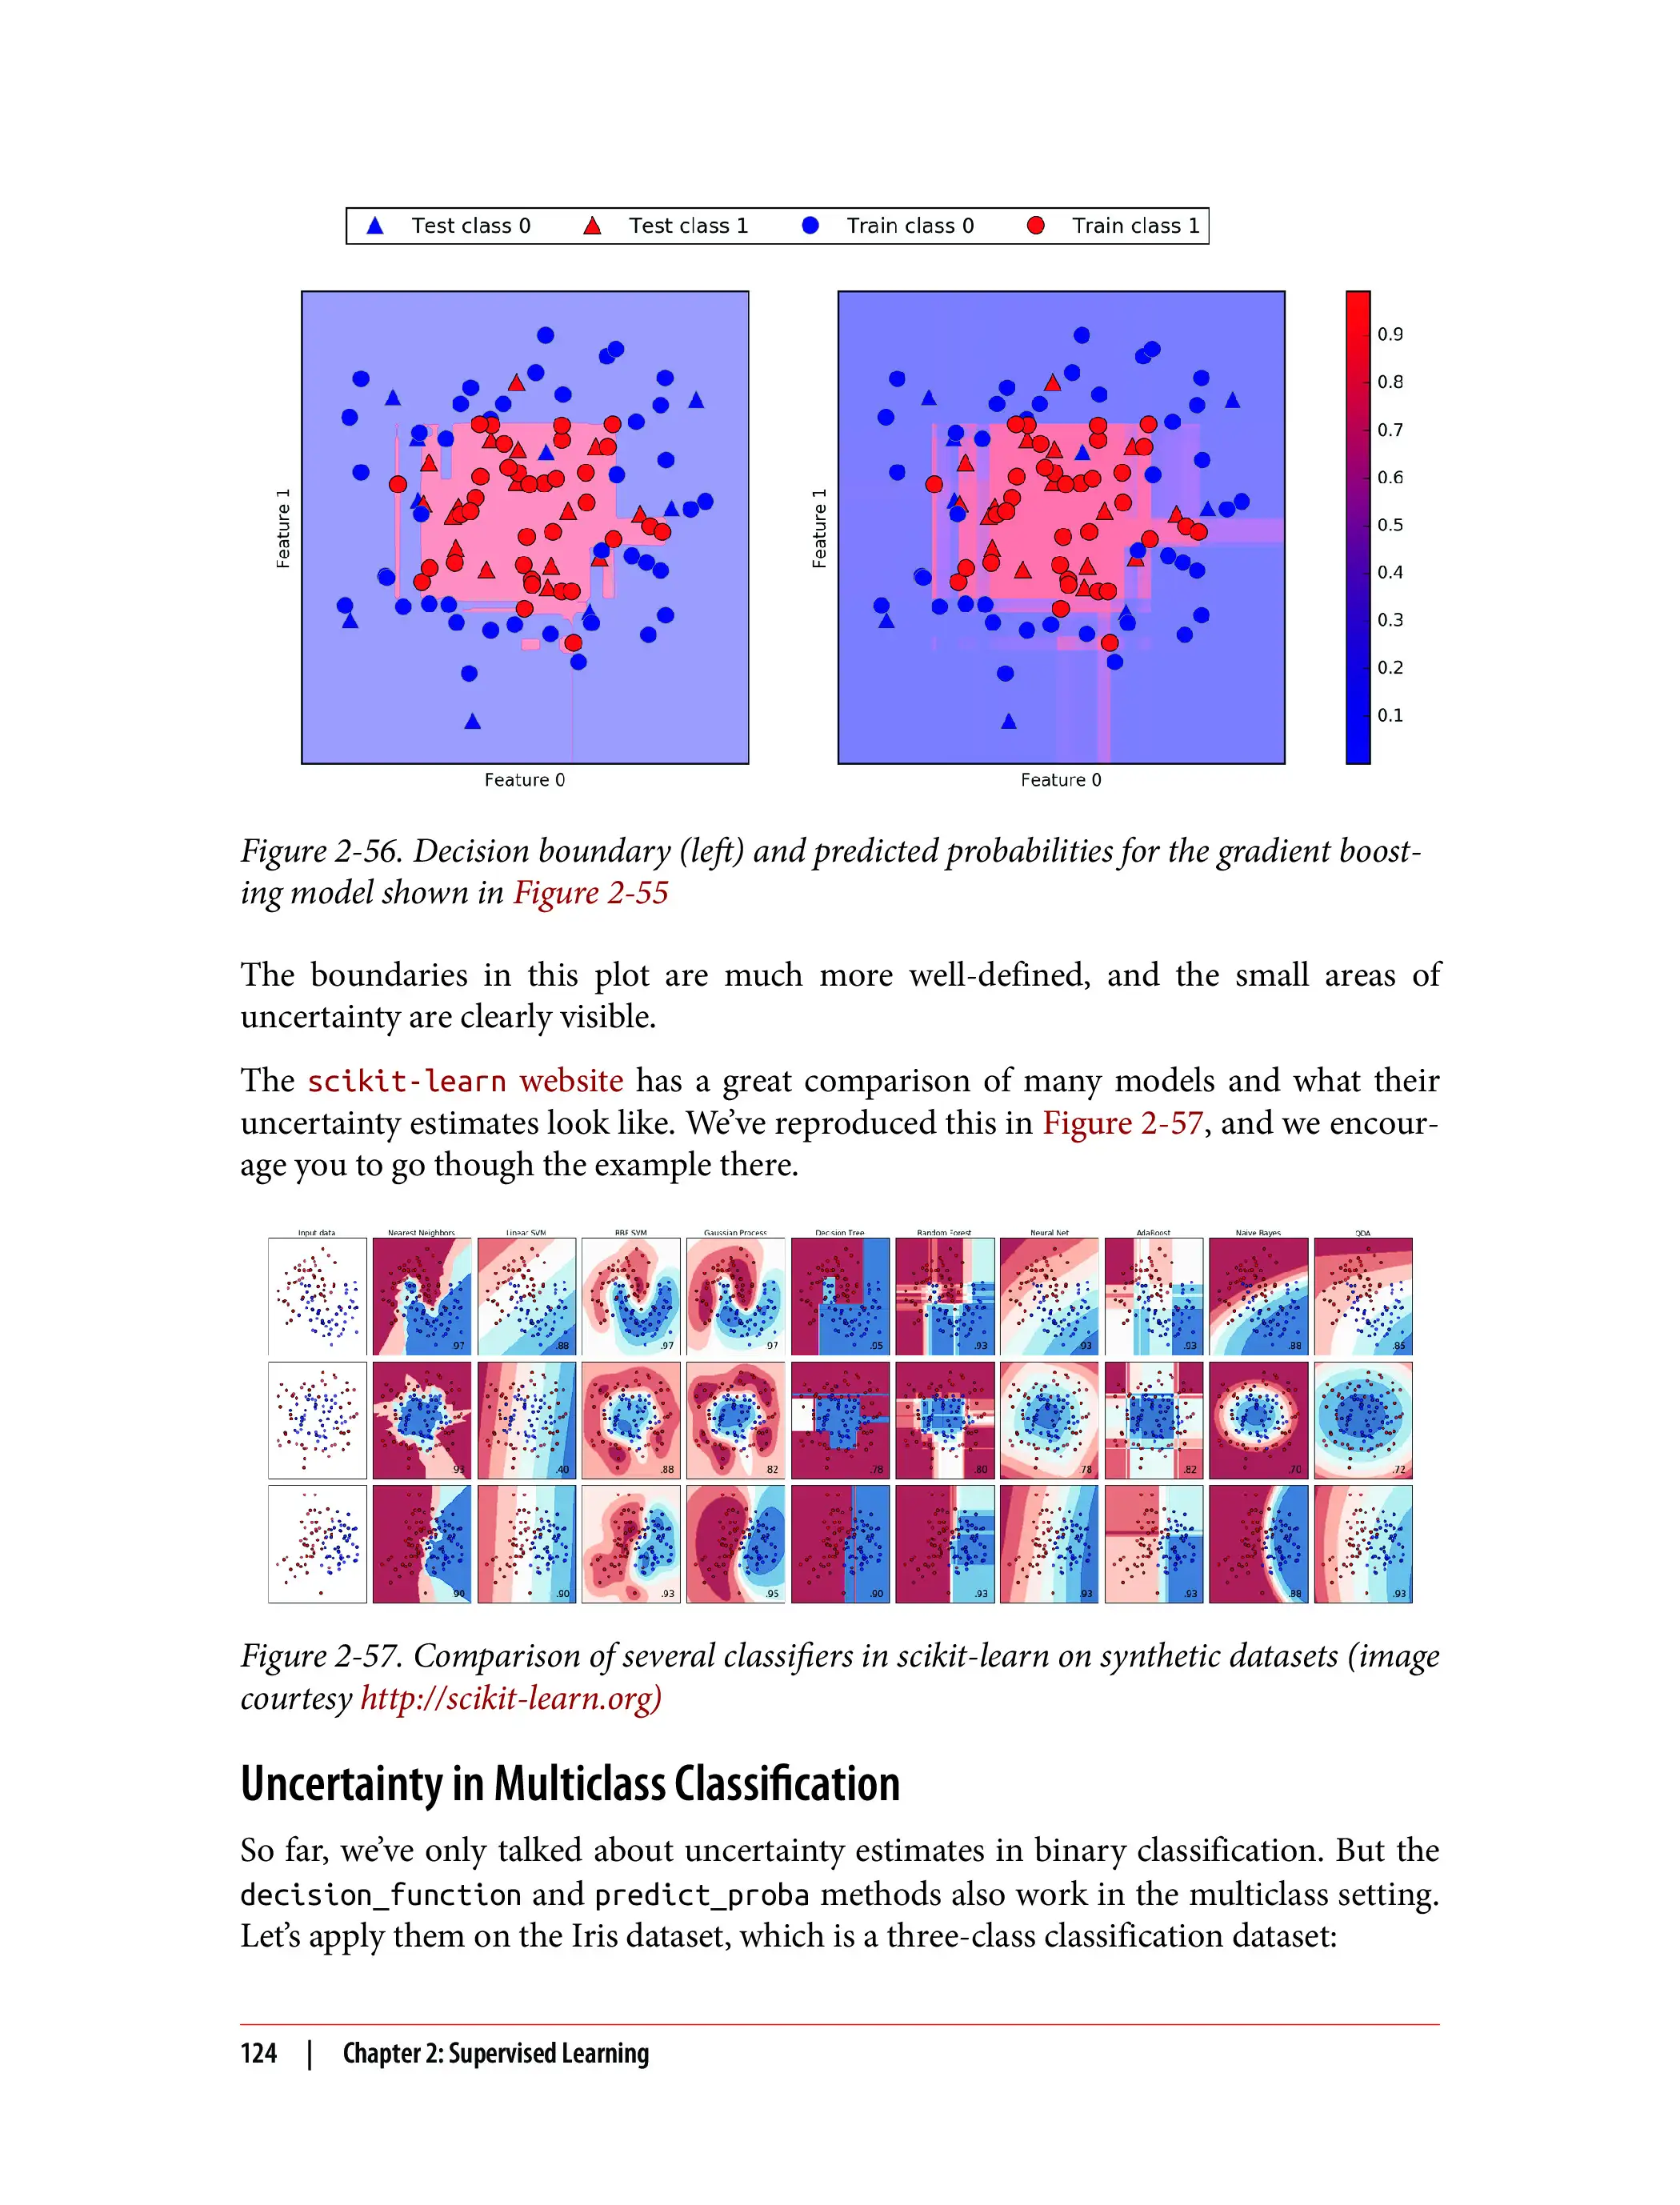 Test class 0 Test class 1 Train class 0 Train class 1
Feature 1
Feature 0
Feature 1
Feature 0
0.9
0.8
0.7
0.6
0.5
0.4
0.3
0.2
0.1
Figure 2-56. Decision boundary (left) and predicted probabilities for the gradient boost-
ing model shown in Figure 2-55
The boundaries in this plot are much more well-defined, and the small areas of
uncertainty are clearly visible.
The scikit-learn website has a great comparison of many models and what their
uncertainty estimates look like. We’ve reproduced this in Figure 2-57, and we encour-
age you to go though the example there.
Input data Nearest Neighbors Linear SVM RBF SVM Gaussian Process Decision Tree Random Forest Neural Net AdaBoost Naive Bayes QDA
.97 .88 .97 .97 .95 .93 .93 .93 .88 .85
.93 .40 .88 .82 .78 .80 .78 .82 .70 .72
.90 .90 .93 .95 .90 .93 .93 .93 .88 .93
Figure 2-57. Comparison of several classifiers in scikit-learn on synthetic datasets (image
courtesy http://scikit-learn.org)
Uncertainty in Multiclass Classification
So far, we’ve only talked about uncertainty estimates in binary classification. But the
decision_function and predict_proba methods also work in the multiclass setting.
Let’s apply them on the Iris dataset, which is a three-class classification dataset:
124 | Chapter 2: Supervised Learning